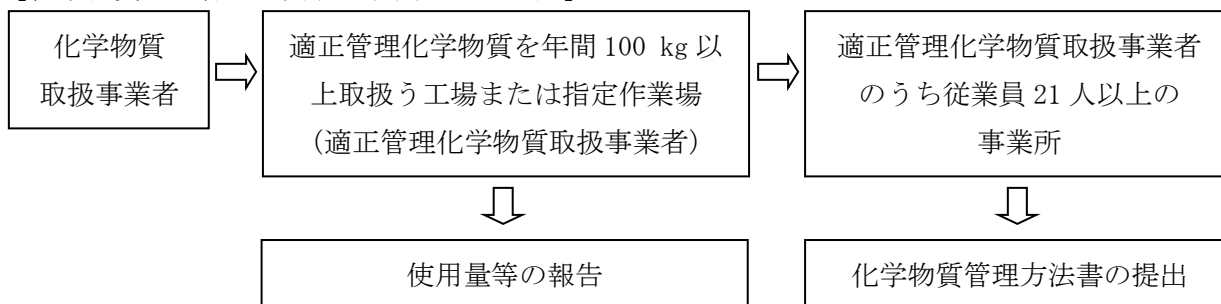 化学物質
取扱事業者
適正管理化学物質を年間 100 kg 以
上取扱う工場または指定作業場
(適正管理化学物質取扱事業者)
適正管理化学物質取扱事業者
のうち従業員 21 人以上の
事業所
使用量等の報告
化学物質管理方法書の提出